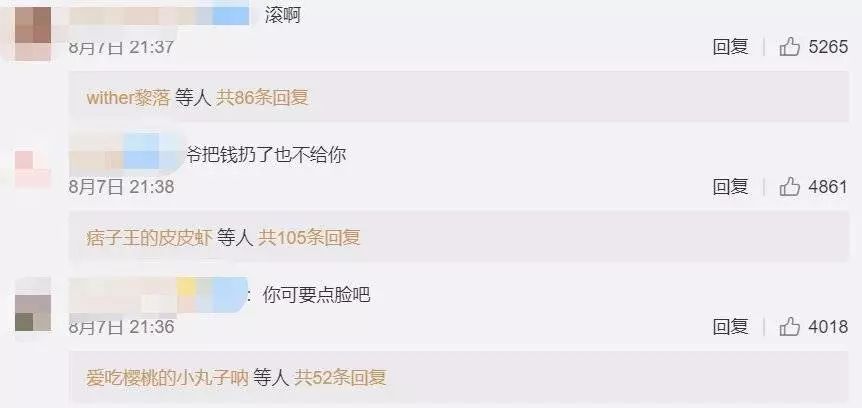 滚啊
8月7日 21:37 回复 5265
wither黎落 等人 共86条回复
爷把钱扔了也不给你
8月7日 21:38 回复 4861
痞子王的皮皮虾 等人 共105条回复
：你可要点脸吧
8月7日 21:36 回复 4018
爱吃樱桃的小丸子呐 等人 共52条回复